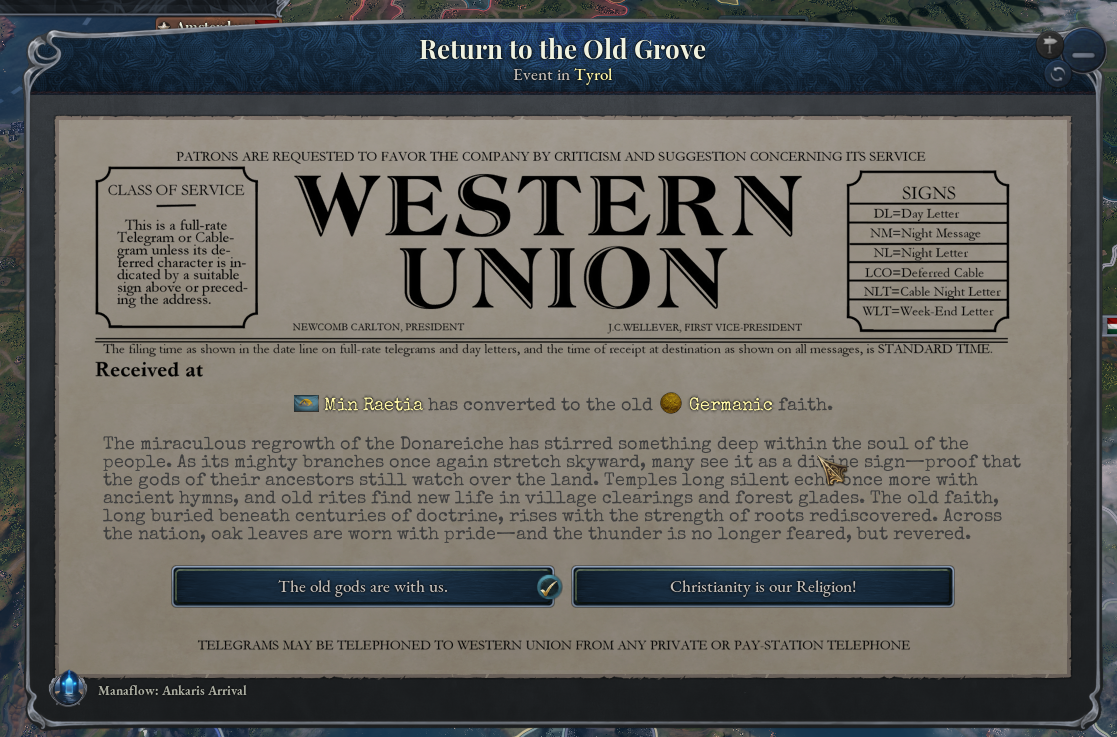 Return to the Old Grove
Event in Tyrol
PATRONS ARE REQUESTED TO FAVOR THE COMPANY BY CRITICISM AND SUGGESTION CONCERNING ITS SERVICE
CLASS OF SERVICE
This is a full-rate
Telegram or Cable-
gram unless its de-
ferred character is in-
dicated by a suitable
sign above or preced-
ing the address.
WESTERN
UNION
SIGNS
DL=Day Letter
NM=Night Message
NL=Night Letter
LCO=Deferred Cable
NLT=Cable Night Letter
WLT=Week-End Letter
NEWCOMB CARLTON, PRESIDENT
J.C.WELLEVER, FIRST VICE-PRESIDENT
The filing time as shown in the date line on full-rate telegrams and day letters, and the time of receipt at destination as shown on all messages, is STANDARD TIME.
Received at
Min Raetia has converted to the old Germanic faith.
The miraculous regrowth of the Donareiche has stirred something deep within the soul of the
people. As its mighty branches once again stretch skyward, many see it as a divine sign—proof that
the gods of their ancestors still watch over the land. Temples long silent echo once more with
ancient hymns, and old rites find new life in village clearings and forest glades. The old faith,
long buried beneath centuries of doctrine, rises with the strength of roots rediscovered. Across
the nation, oak leaves are worn with pride—and the thunder is no longer feared, but revered.
The old gods are with us.
Christianity is our Religion!
TELEGRAMS MAY BE TELEPHONED TO WESTERN UNION FROM ANY PRIVATE OR PAY-STATION TELEPHONE
Manaflow: Ankaris Arrival